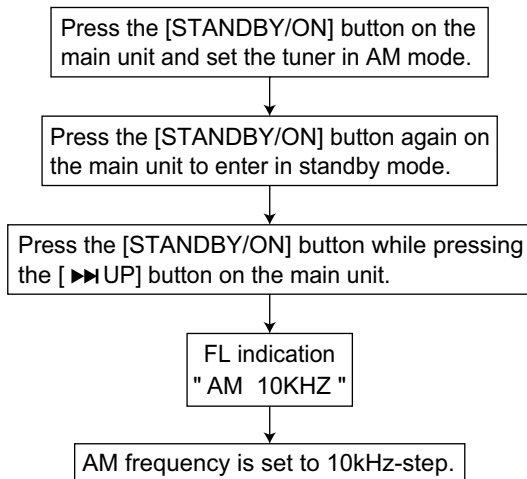 Press the [STANDBY/ON] button on the
main unit and set the tuner in AM mode.
Press the [STANDBY/ON] button again on
the main unit to enter in standby mode.
Press the [STANDBY/ON] button while pressing
the [ ⏭ UP] button on the main unit.
FL indication
" AM  10KHZ "
AM frequency is set to 10kHz-step.